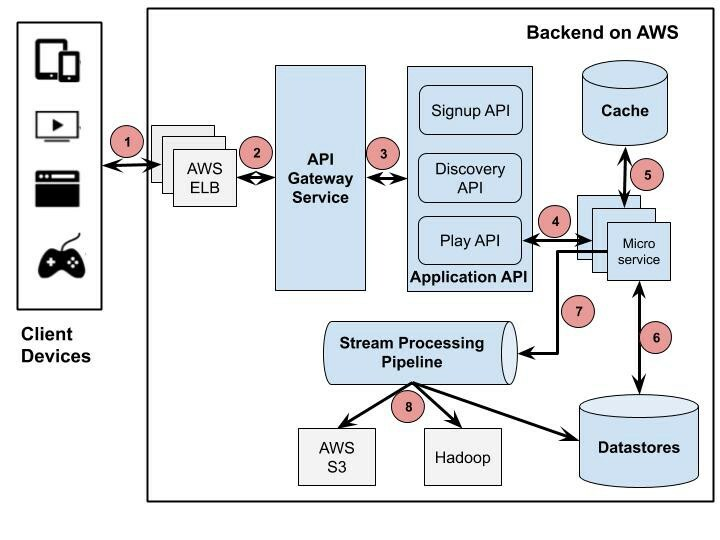 Backend on AWS
Client
Devices
1
AWS
ELB
2
API
Gateway
Service
3
Signup API
Discovery
API
Play API
Application API
4
Cache
5
Micro
service
6
7
Stream Processing
Pipeline
8
AWS
S3
Hadoop
Datastores